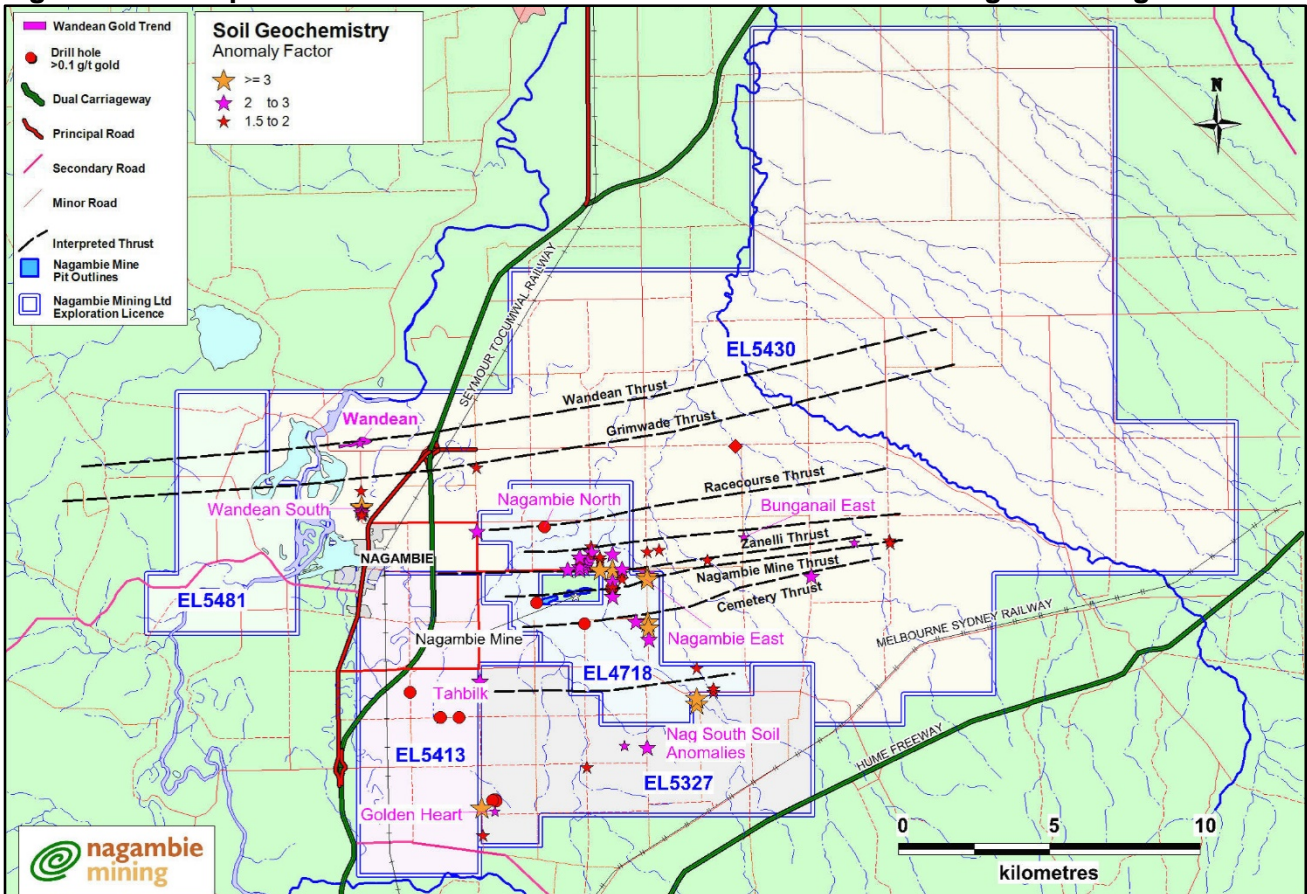 Wandean Gold Trend
Drill hole
>0.1 g/t gold
Dual Carriageway
Principal Road
Secondary Road
Minor Road
Interpreted Thrust
Nagambie Mine
Pit Outlines
Nagambie Mining Ltd
Exploration Licence
Soil Geochemistry
Anomaly Factor
>= 3
2 to 3
1.5 to 2
N
SEYMOUR TOCUMWAL RAILWAY
EL5430
Wandean Thrust
Wandean
Grimwade Thrust
Racecourse Thrust
Nagambie North
Bunganail East
Wandean South
Zanelli Thrust
NAGAMBIE
Nagambie Mine Thrust
EL5481
Cemetery Thrust
MELBOURNE SYDNEY RAILWAY
Nagambie Mine
Nagambie East
EL4718
Tahbilk
Nag South Soil
Anomalies
EL5413
HUME FREEWAY
EL5327
Golden Heart
0 5 10
kilometres
nagambie
mining